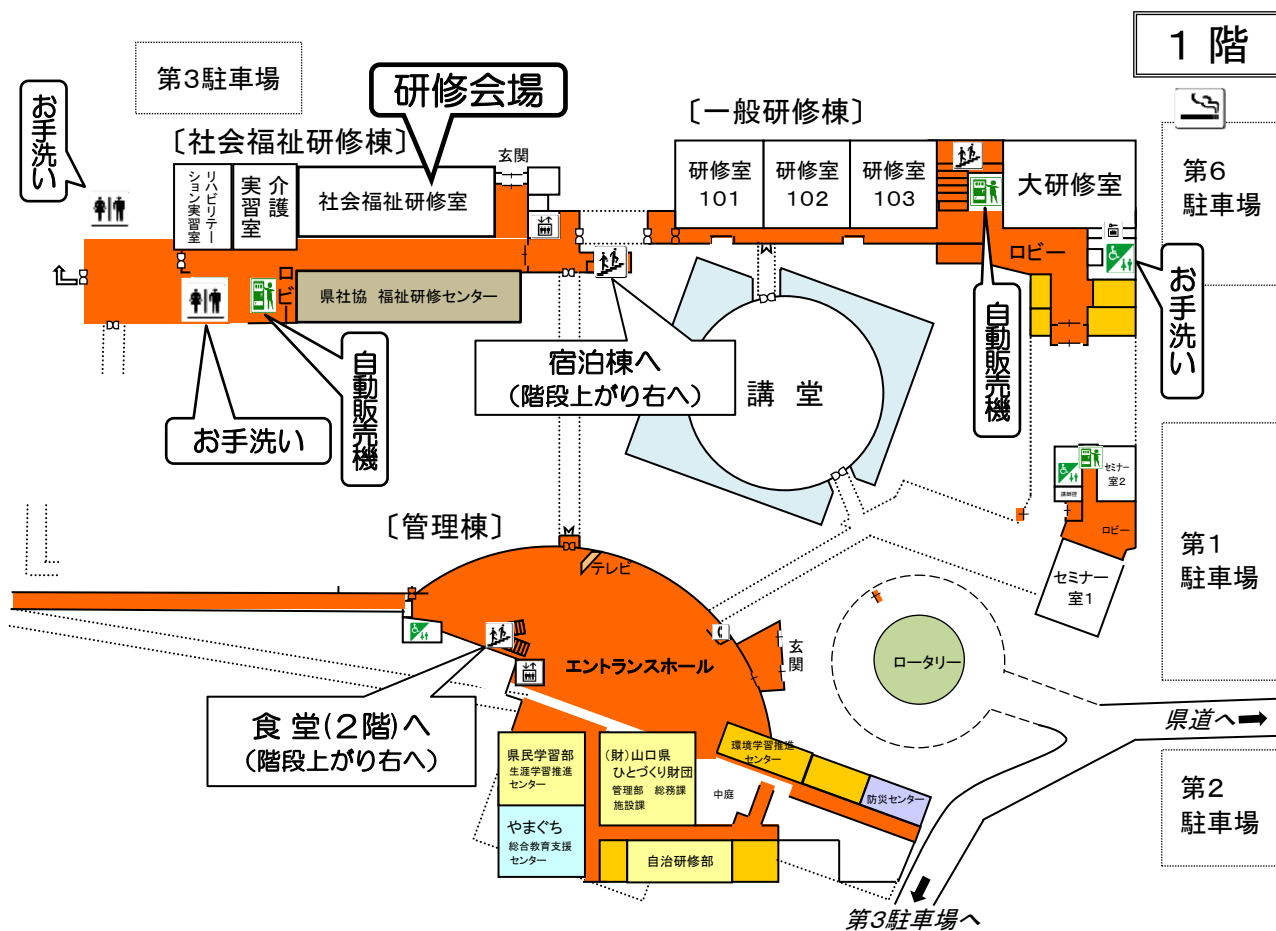 1 階
第3駐車場
研修会場
お手洗い
〔社会福祉研修棟〕
〔一般研修棟〕
玄関
リハビリテー
ション実習室
介護
実習室
社会福祉研修室
研修室
101
研修室
102
研修室
103
大研修室
第6
駐車場
ロビー
ロビー
県社協 福祉研修センター
お手洗い
自動販売機
宿泊棟へ
(階段上がり右へ)
講 堂
自動販売機
お手洗い
セミナー
室2
講師控
ロビー
セミナー
室1
第1
駐車場
〔管理棟〕
テレビ
エントランスホール
玄関
ロータリー
食 堂(2階)へ
(階段上がり右へ)
県道へ
県民学習部
生涯学習推進
センター
(財)山口県
ひとづくり財団
管理部 総務課
施設課
環境学習推進
センター
防災センター
中庭
やまぐち
総合教育支援
センター
自治研修部
第2
駐車場
第3駐車場へ